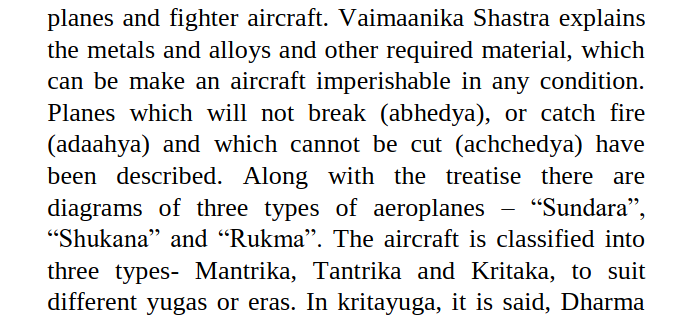 planes and fighter aircraft. Vaimaanika Shastra explains
the metals and alloys and other required material, which
can be make an aircraft imperishable in any condition.
Planes which will not break (abhedya), or catch fire
(adaahya) and which cannot be cut (achchedya) have
been described. Along with the treatise there are
diagrams of three types of aeroplanes – “Sundara”,
“Shukana” and “Rukma”. The aircraft is classified into
three types- Mantrika, Tantrika and Kritaka, to suit
different yugas or eras. In kritayuga, it is said, Dharma